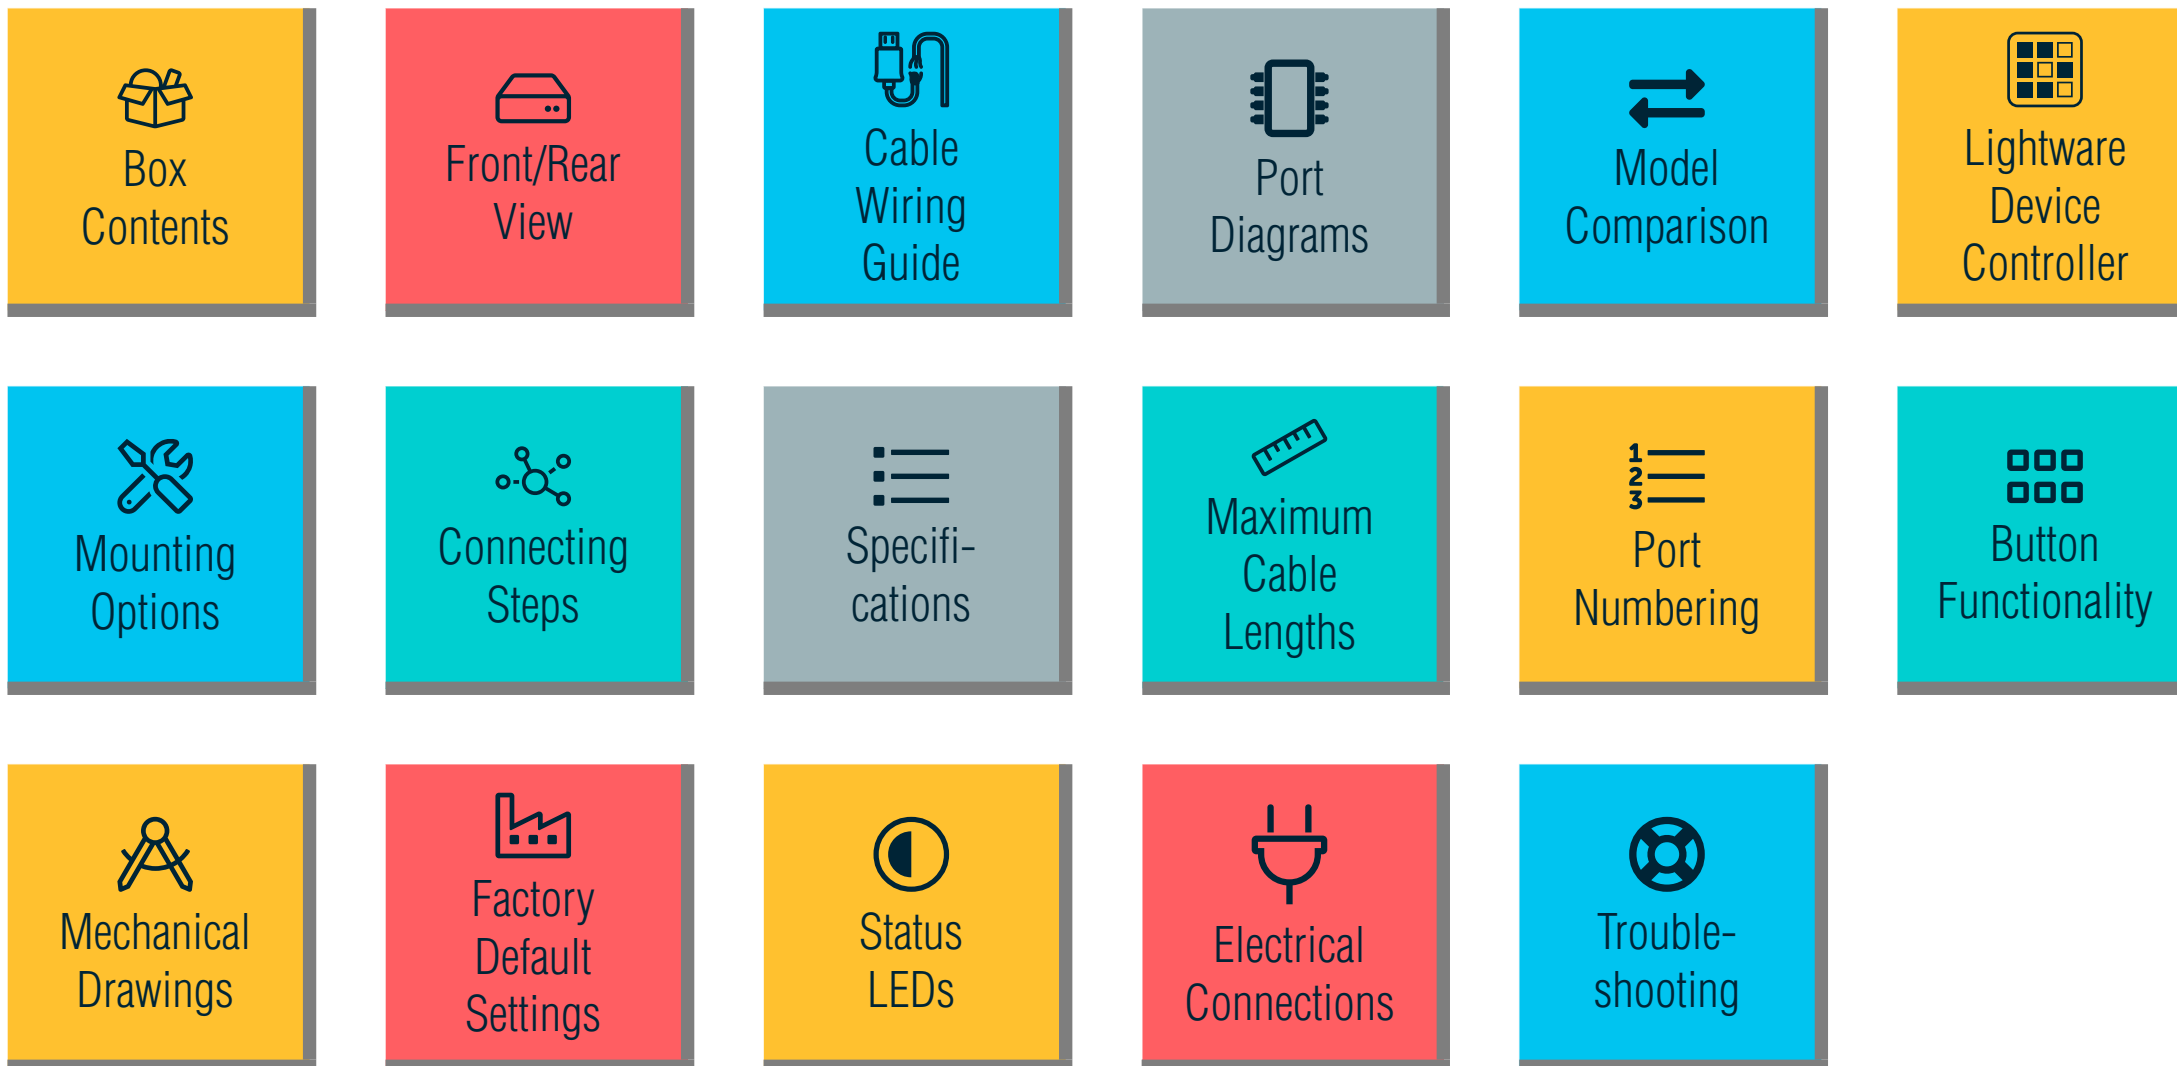 Box
Contents
Front/Rear
View
Cable
Wiring
Guide
Port
Diagrams
Model
Comparison
Lightware
Device
Controller
Mounting
Options
Connecting
Steps
Specifi-
cations
Maximum
Cable
Lengths
1
2
3
Port
Numbering
Button
Functionality
Mechanical
Drawings
Factory
Default
Settings
Status
LEDs
Electrical
Connections
Trouble-
shooting